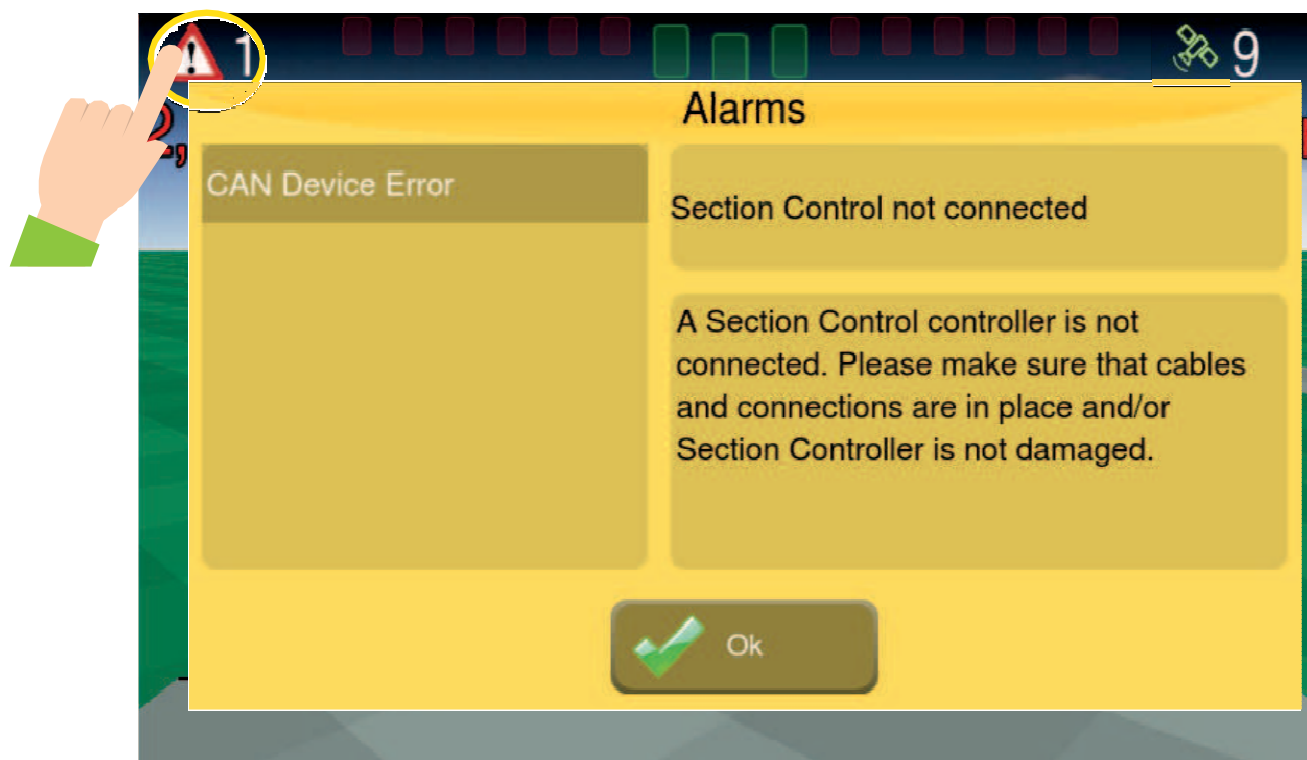 1
9
2,
Alarms
CAN Device Error
Section Control not connected
A Section Control controller is not
connected. Please make sure that cables
and connections are in place and/or
Section Controller is not damaged.
Ok